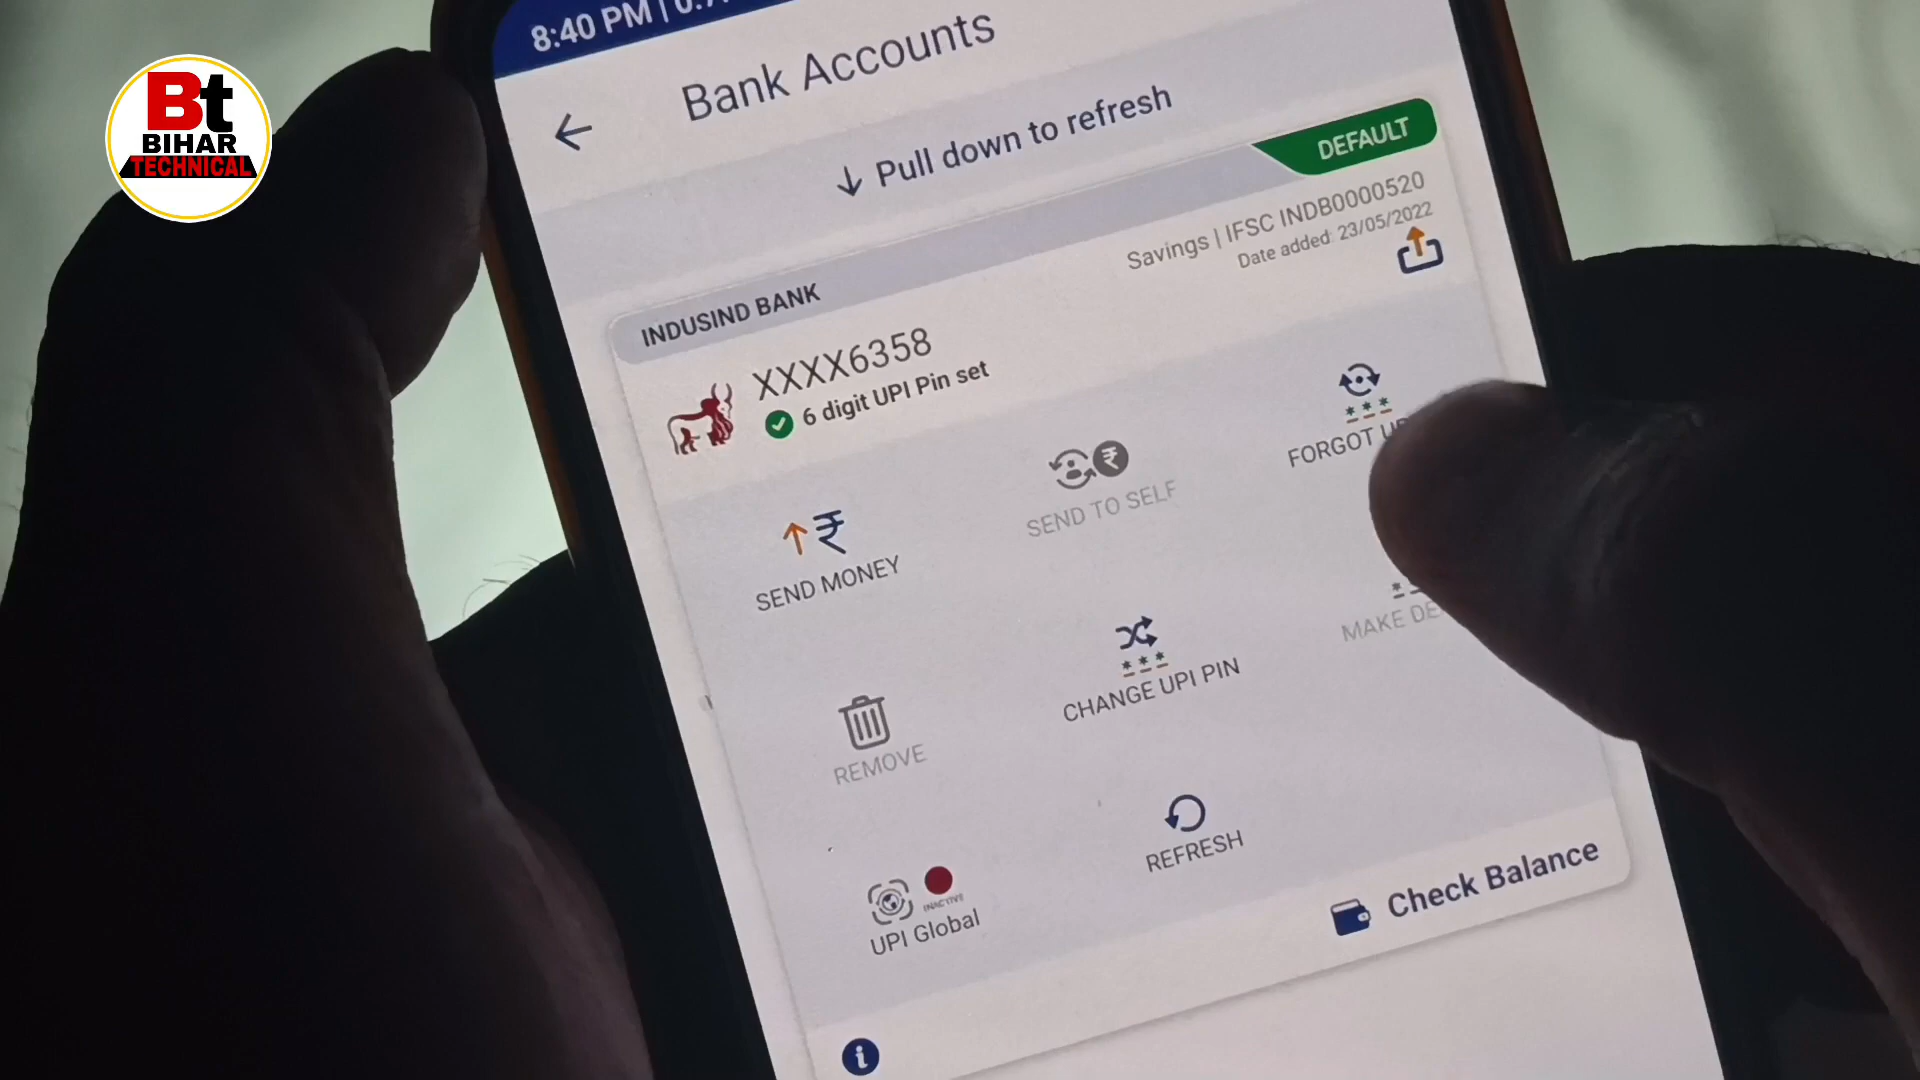 8:40 PM |
Bt
BIHAR
TECHNICAL
Bank Accounts
Pull down to refresh
DEFAULT
INDUSIND BANK
Savings | IFSC INDB0000520
Date added: 23/05/2022
XXXX6358
6 digit UPI Pin set
SEND MONEY
SEND TO SELF
FORGOT
REMOVE
CHANGE UPI PIN
MAKE
INACTIVE
UPI Global
REFRESH
Check Balance